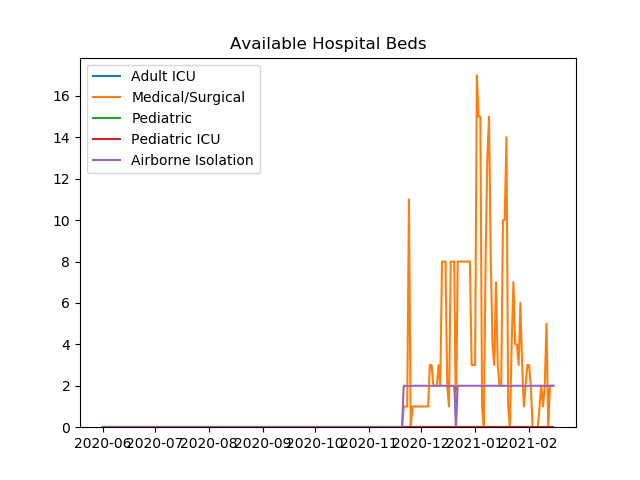 Available Hospital Beds
Adult ICU
Medical/Surgical
Pediatric
Pediatric ICU
Airborne Isolation
16
14
12
10
8
6
4
2
0
2020-06 2020-07 2020-08 2020-09 2020-10 2020-11 2020-12 2021-01 2021-02